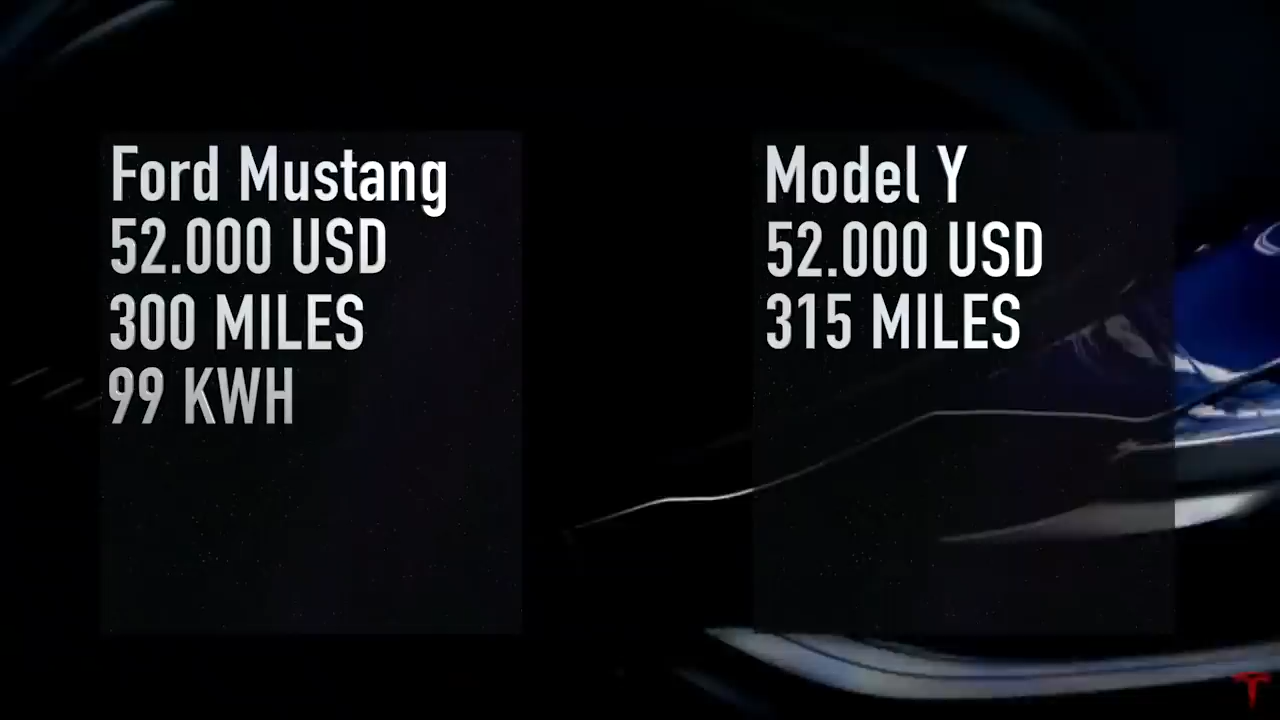 Ford Mustang
52.000 USD
300 MILES
99 KWH
Model Y
52.000 USD
315 MILES